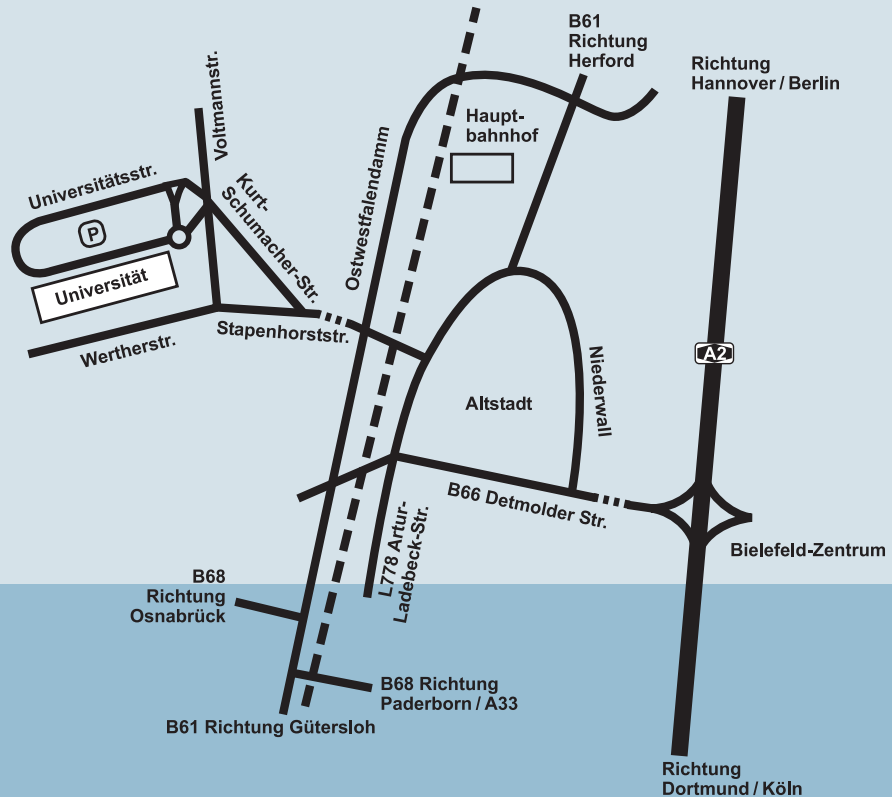 B61
Richtung
Herford
Richtung
Hannover / Berlin
Voltmannstr.
Haupt-
bahnhof
Universitätsstr.
Kurt-
Schumacher-Str.
Ostwestfalendamm
P
Universität
Stapenhorststr.
Wertherstr.
A2
Niederwall
Altstadt
B66 Detmolder Str.
L778 Artur-
Ladebeck-Str.
Bielefeld-Zentrum
B68
Richtung
Osnabrück
B68 Richtung
Paderborn / A33
B61 Richtung Gütersloh
Richtung
Dortmund / Köln